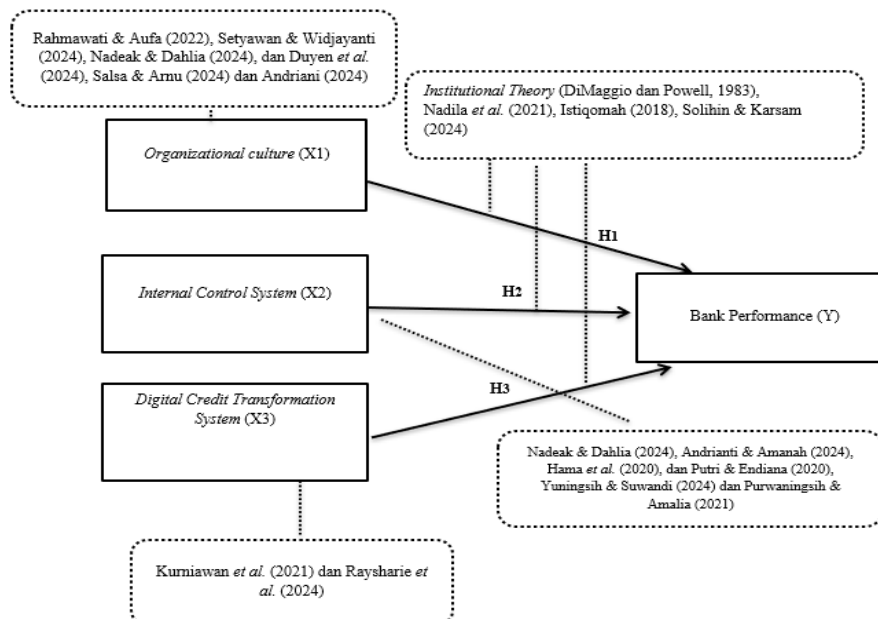 Rahmawati & Aufa (2022), Setyawan & Widjayanti
(2024), Nadeak & Dahlia (2024), dan Duyen et al.
(2024), Salsa & Arnu (2024) dan Andriani (2024)
Institutional Theory (DiMaggio dan Powell, 1983),
Nadila et al. (2021), Istiqomah (2018), Solihin & Karsam
(2024)
Organizational culture (X1)
H1
Internal Control System (X2)
H2
Bank Performance (Y)
H3
Digital Credit Transformation
System (X3)
Nadeak & Dahlia (2024), Andrianti & Amanah (2024),
Hama et al. (2020), dan Putri & Endiana (2020),
Yuningsih & Suwandi (2024) dan Purwaningsih &
Amalia (2021)
Kurniawan et al. (2021) dan Raysharie et
al. (2024)